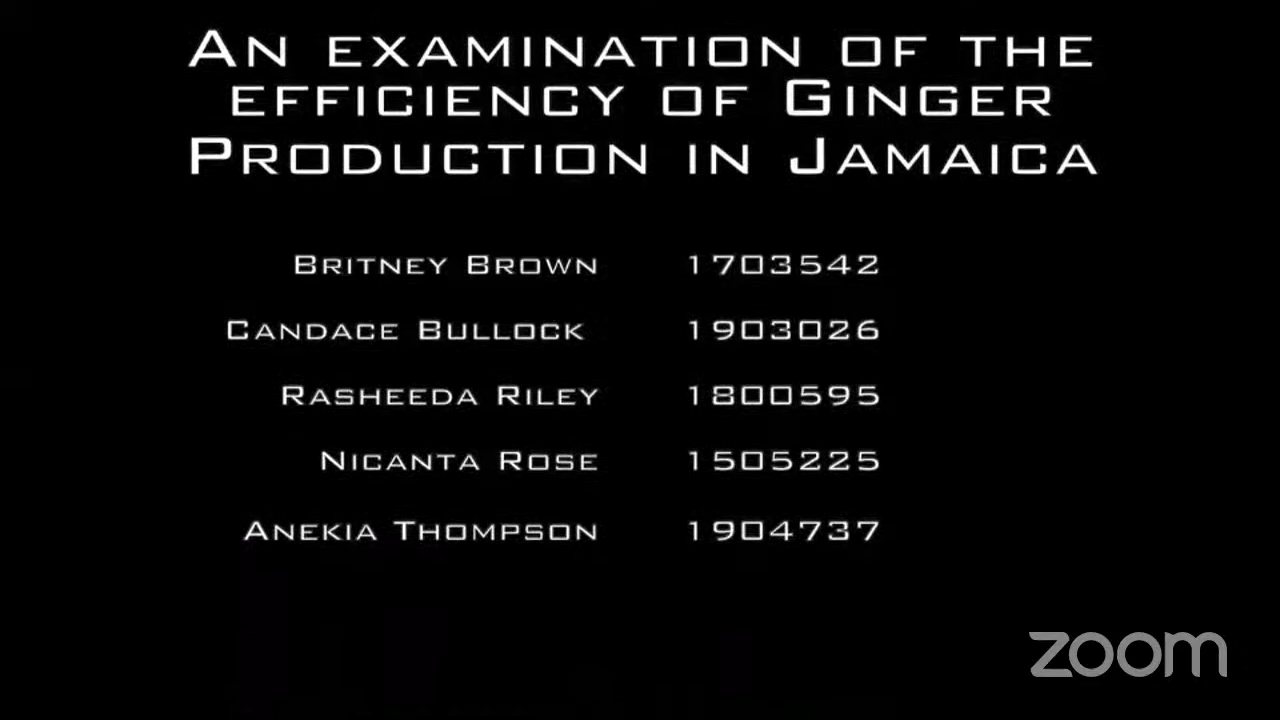 An examination of the
efficiency of Ginger
Production in Jamaica
Britney Brown 1703542
Candace Bullock 1903026
Rasheeda Riley 1800595
Nicanta Rose 1505225
Anekia Thompson 1904737
zoom